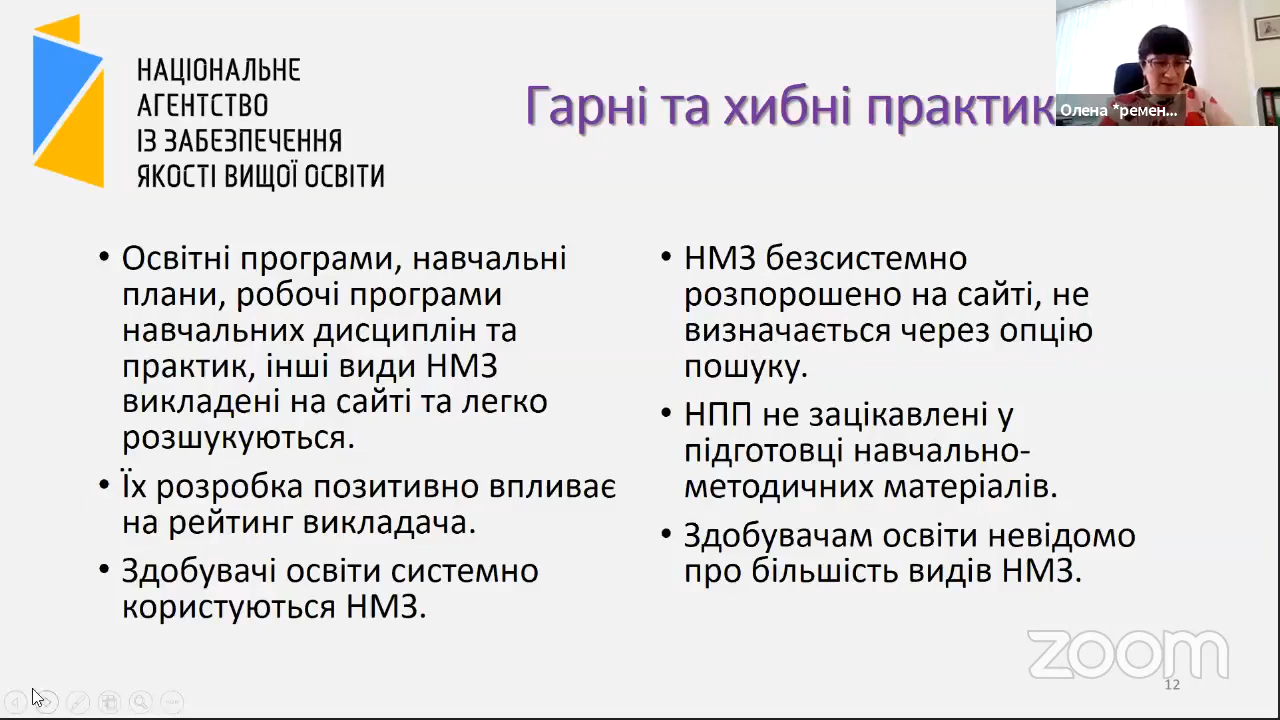 НАЦІОНАЛЬНЕ
АГЕНТСТВО
ІЗ ЗАБЕЗПЕЧЕННЯ
ЯКОСТІ ВИЩОЇ ОСВІТИ
Гарні та хибні практик
Олена *ремен...
• Освітні програми, навчальні
плани, робочі програми
навчальних дисциплін та
практик, інші види НМЗ
викладені на сайті та легко
розшукуються.
• Їх розробка позитивно впливає
на рейтинг викладача.
• Здобувачі освіти системно
користуються НМЗ.
• НМЗ безсистемно
розпорошено на сайті, не
визначається через опцію
пошуку.
• НПП не зацікавлені у
підготовці навчально-
методичних матеріалів.
• Здобувачам освіти невідомо
про більшість видів НМЗ.
zoom
12